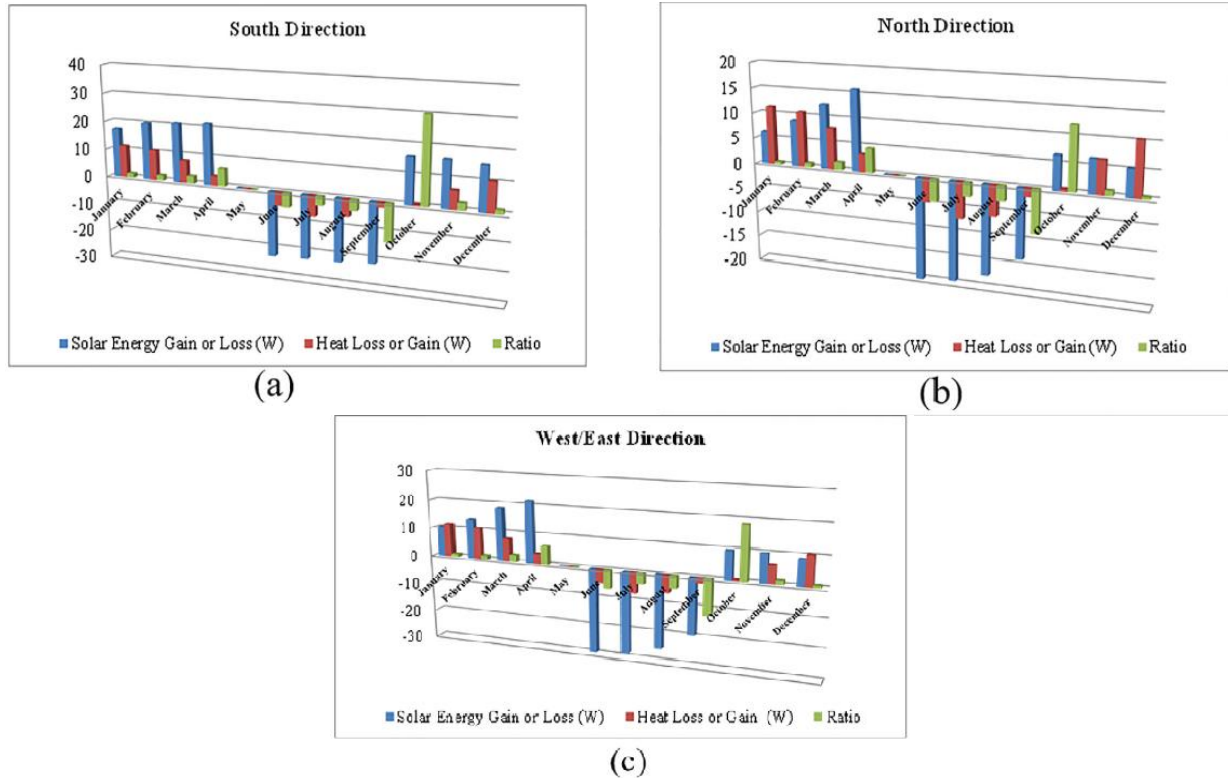 South Direction
40
30
20
10
0
-10
-20
-30
January
February
March
April
May
June
July
August
September
October
November
December
Solar Energy Gain or Loss (W) Heat Loss or Gain (W) Ratio
(a)
North Direction
20
15
10
5
0
-5
-10
-15
-20
January
February
March
April
May
June
July
August
September
October
November
December
Solar Energy Gain or Loss (W) Heat Loss or Gain (W) Ratio
(b)
West/East Direction
30
20
10
0
-10
-20
-30
January
February
March
April
May
June
July
August
September
October
November
December
Solar Energy Gain or Loss (W) Heat Loss or Gain (W) Ratio
(c)